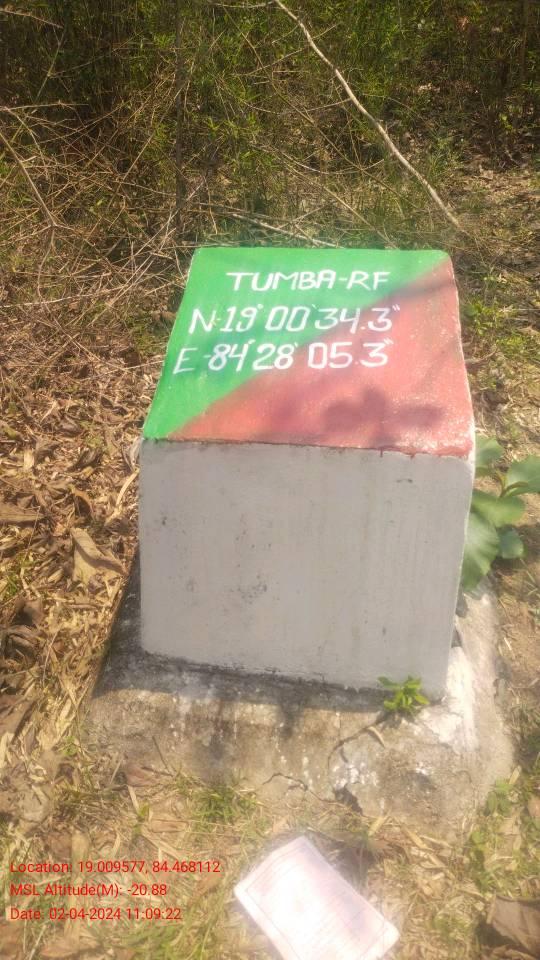 TUMBA-RF
N-19°00'34.3"
E-84°28'05.3"
Location: 19.009577, 84.468112
MSL Altitude(M): -20.88
Date: 02-04-2024 11:09:22